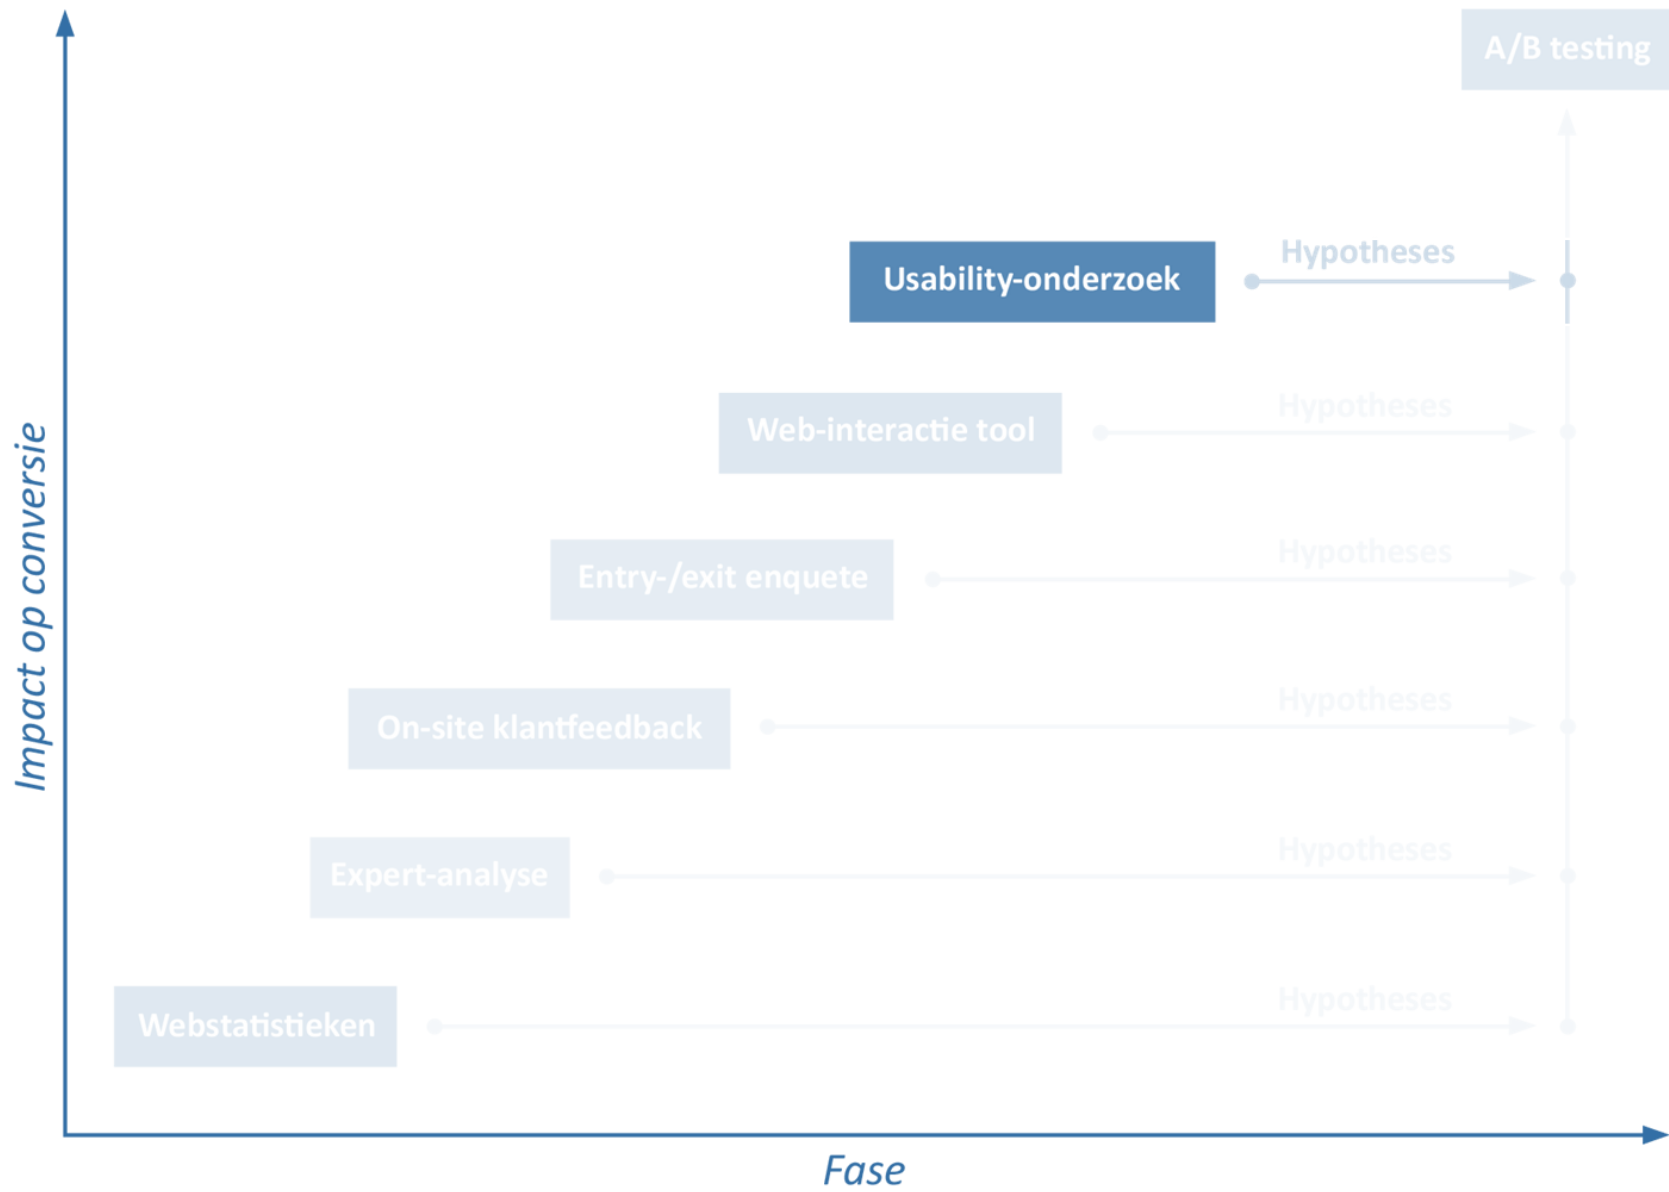 A/B testing
Usability-onderzoek
Hypotheses
Web-interactie tool
Hypotheses
Entry-/exit enquete
Hypotheses
On-site klantfeedback
Hypotheses
Expert-analyse
Hypotheses
Webstatistieken
Hypotheses
Impact op conversie
Fase